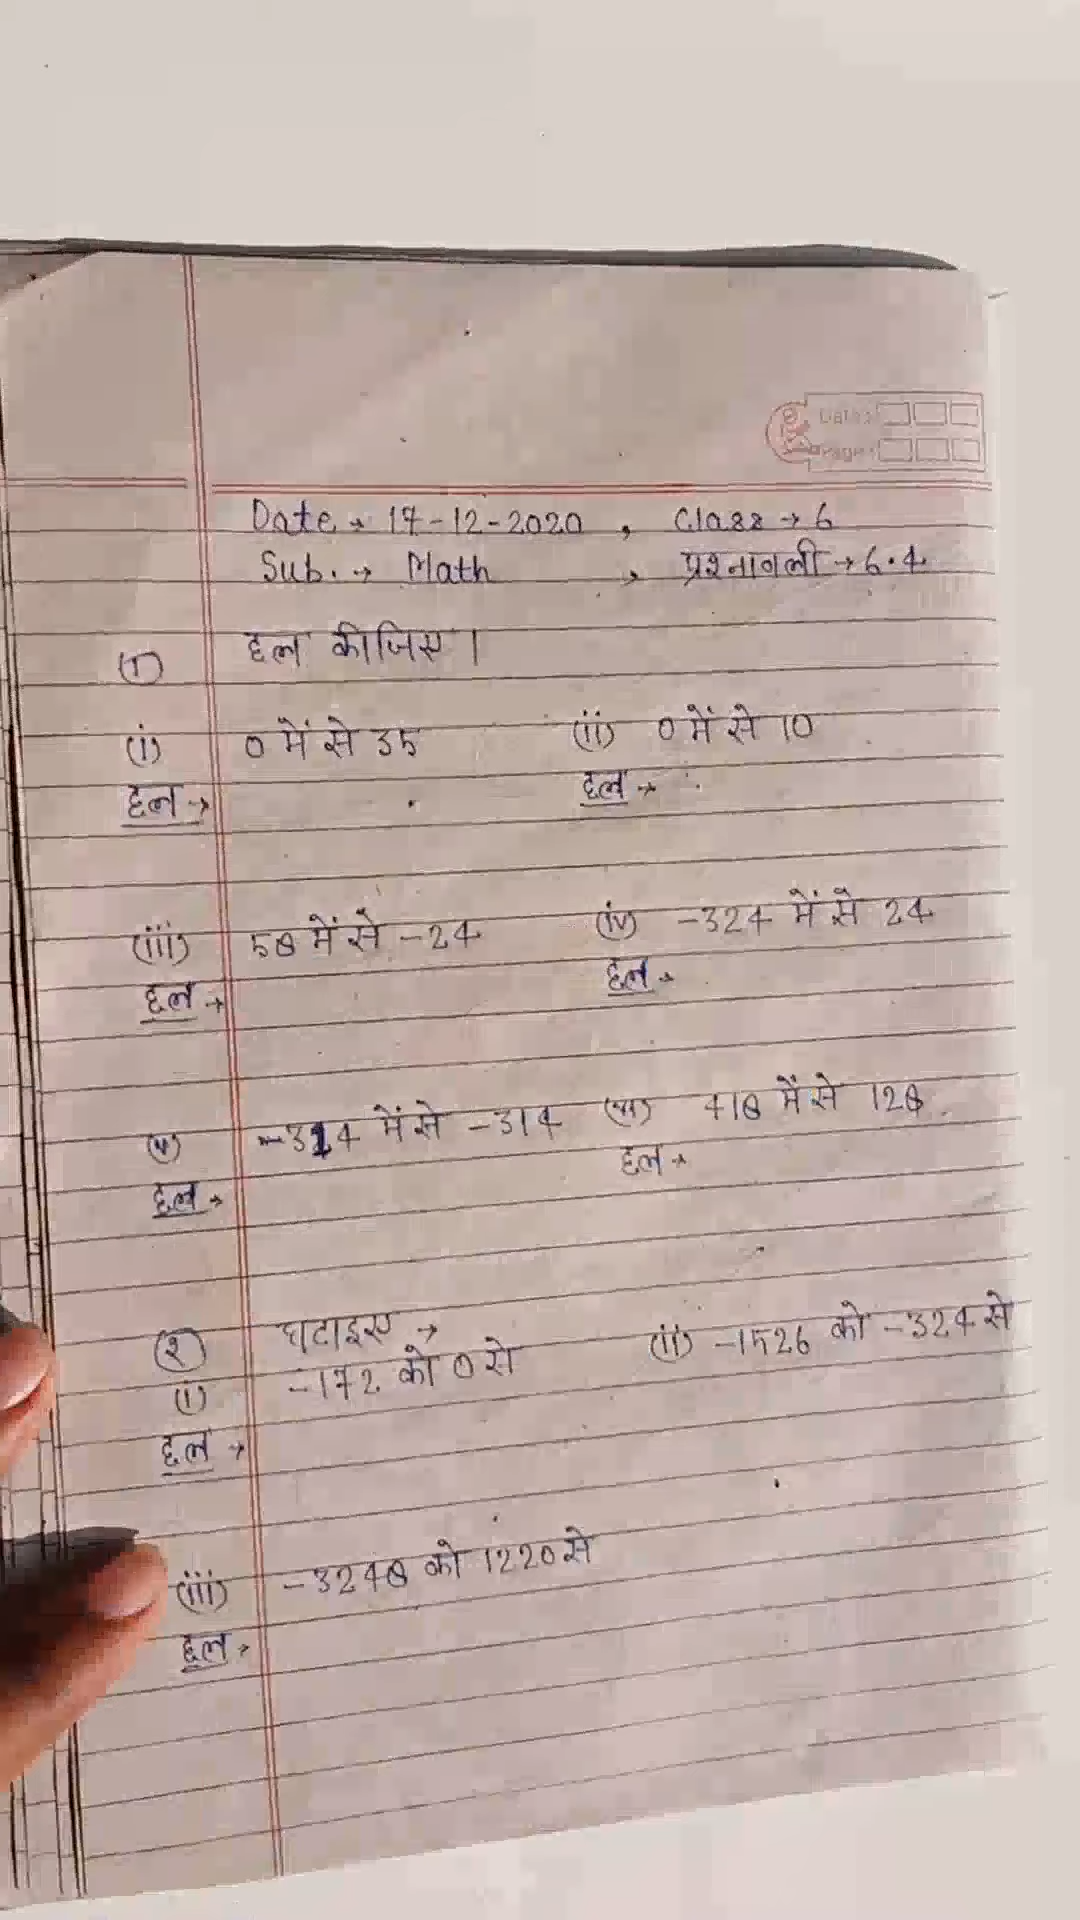 Date:
Page:
Date → 17-12-2020 , Class → 6
Sub. → Math , प्रश्नावली → 6.4
(1) हल कीजिए।
(i) 0 में से 35 (ii) 0 में से 10
हल → हल →
(iii) 58 में से -24 (iv) -324 में से 24
हल → हल →
(v) -314 में से -314 (vi) 418 में से 128
हल → हल →
(2) घटाइए →
(i) -172 को 0 से (ii) -1526 को -324 से
हल →
(iii) -3248 को 1220 से
हल →